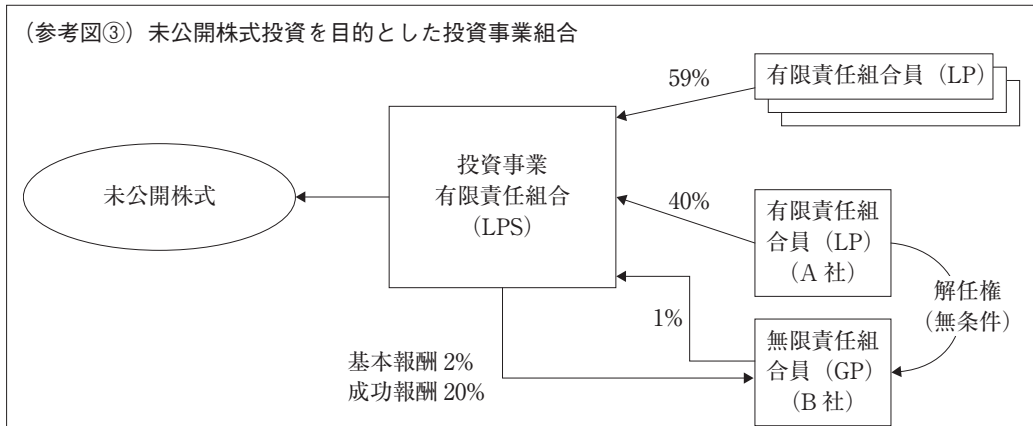 （参考図③）未公開株式投資を目的とした投資事業組合
59%
有限責任組合員（LP）
未公開株式
投資事業
有限責任組合
（LPS）
40%
有限責任組
合員（LP）
（A 社）
解任権
（無条件）
1%
無限責任組
合員（GP）
（B 社）
基本報酬 2%
成功報酬 20%